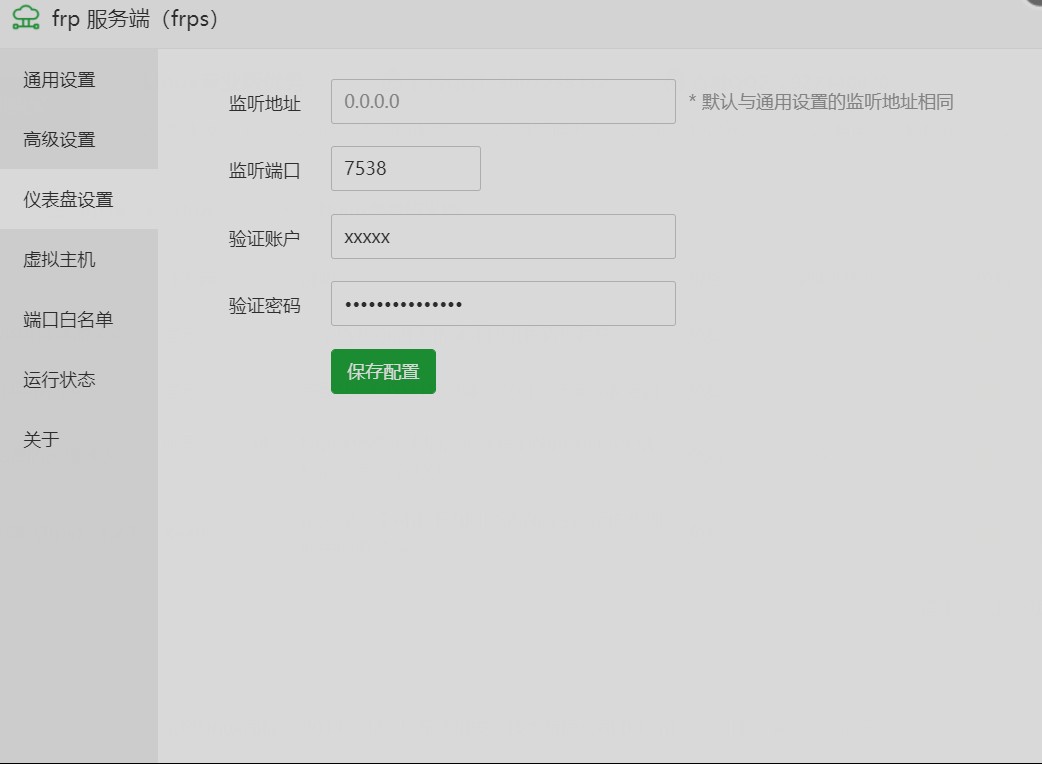 frp 服务端（frps）
通用设置
高级设置
仪表盘设置
虚拟主机
端口白名单
运行状态
关于
监听地址 0.0.0.0 * 默认与通用设置的监听地址相同
监听端口 7538
验证账户 xxxxx
验证密码 •••••••••••••••
保存配置